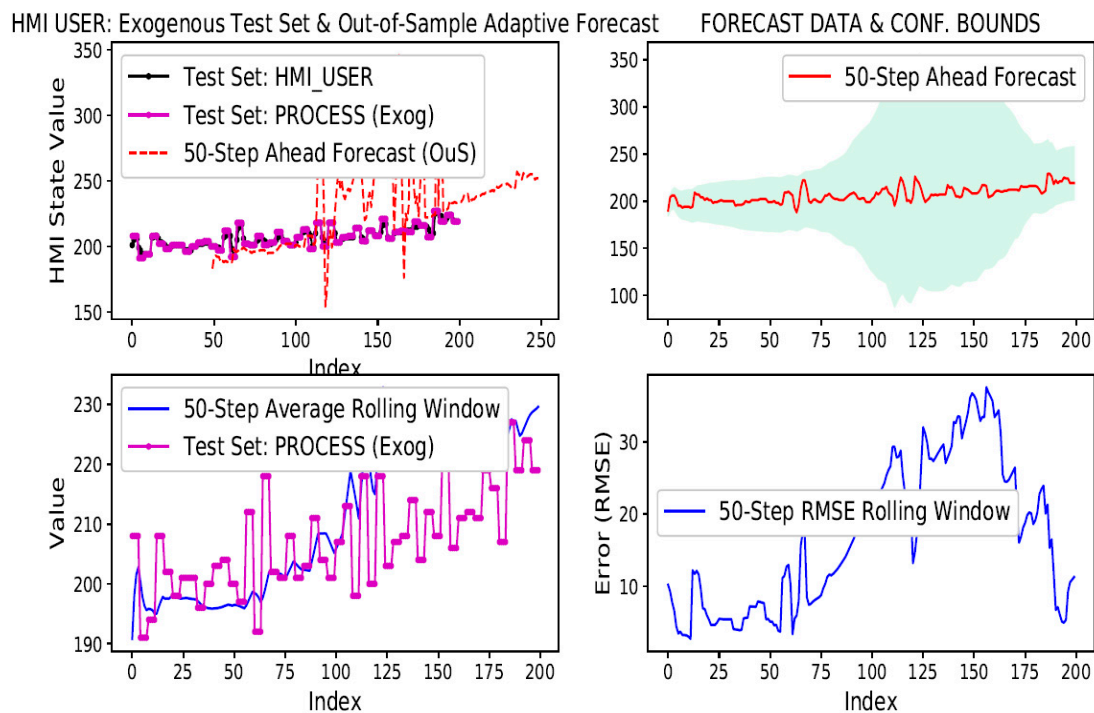 HMI USER: Exogenous Test Set & Out-of-Sample Adaptive Forecast
HMI State Value
350
300
250
200
150
Test Set: HMI_USER
Test Set: PROCESS (Exog)
50-Step Ahead Forecast (OuS)
0 50 100 150 200 250
Index
FORECAST DATA & CONF. BOUNDS
350
300
250
200
150
100
50-Step Ahead Forecast
0 25 50 75 100 125 150 175 200
Value
230
220
210
200
190
50-Step Average Rolling Window
Test Set: PROCESS (Exog)
0 25 50 75 100 125 150 175 200
Index
Error (RMSE)
30
20
10
50-Step RMSE Rolling Window
0 25 50 75 100 125 150 175 200
Index